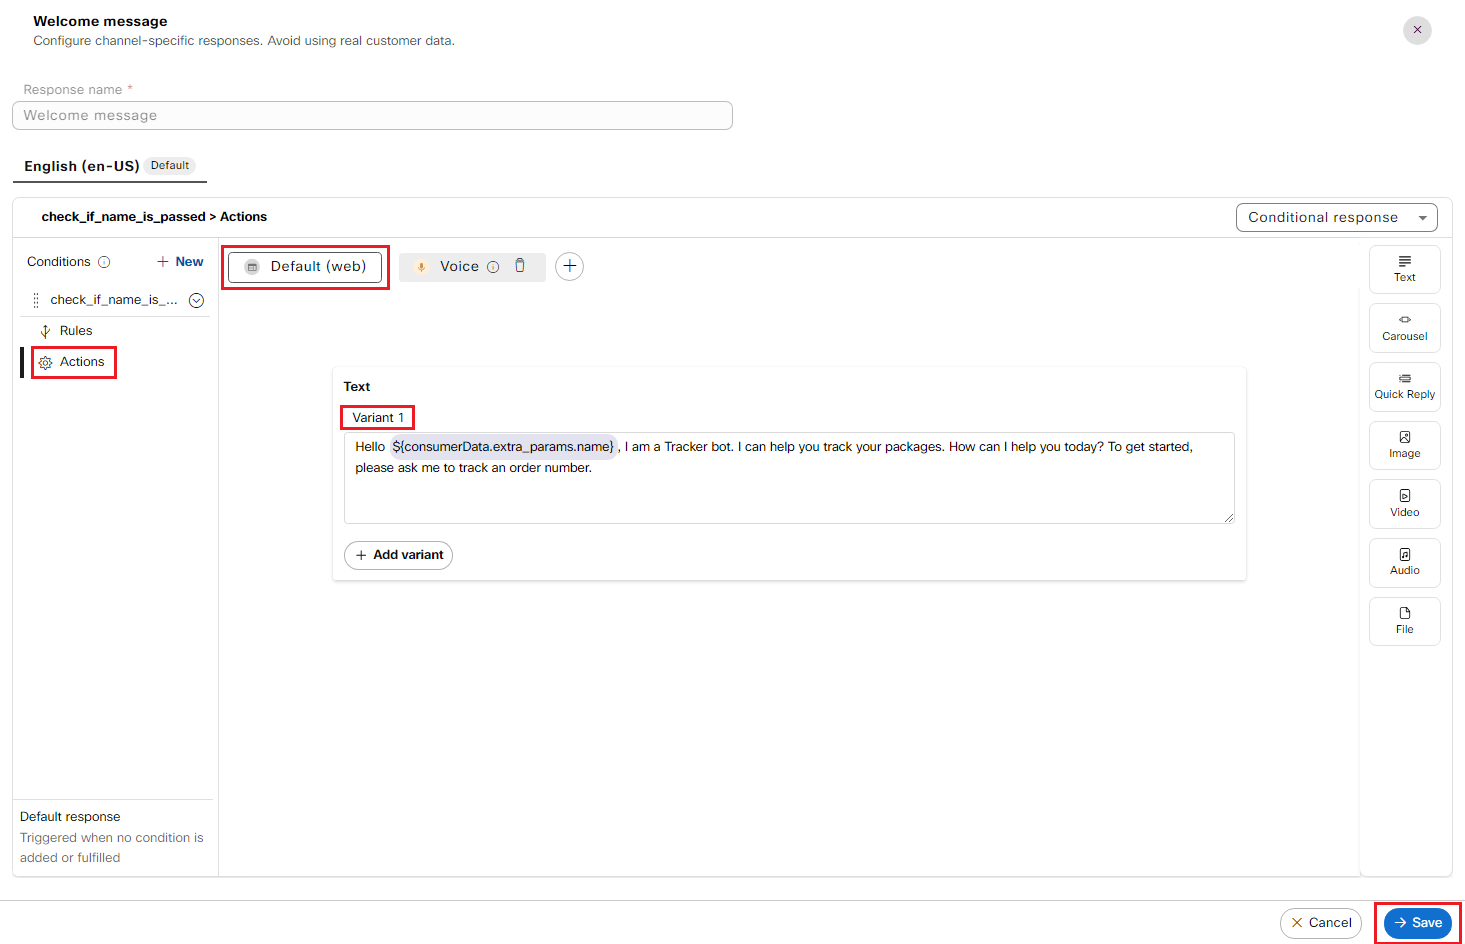 Welcome message
Configure channel-specific responses. Avoid using real customer data.
Response name *
Welcome message
English (en-US) Default
check_if_name_is_passed > Actions
Conditional response
Conditions
+ New
check_if_name_is_...
Rules
Actions
Default (web)
Voice
Text
Variant 1
Hello ${consumerData.extra_params.name}, I am a Tracker bot. I can help you track your packages. How can I help you today? To get started,
please ask me to track an order number.
+ Add variant
Text
Carousel
Quick Reply
Image
Video
Audio
File
Default response
Triggered when no condition is
added or fulfilled
Cancel
Save